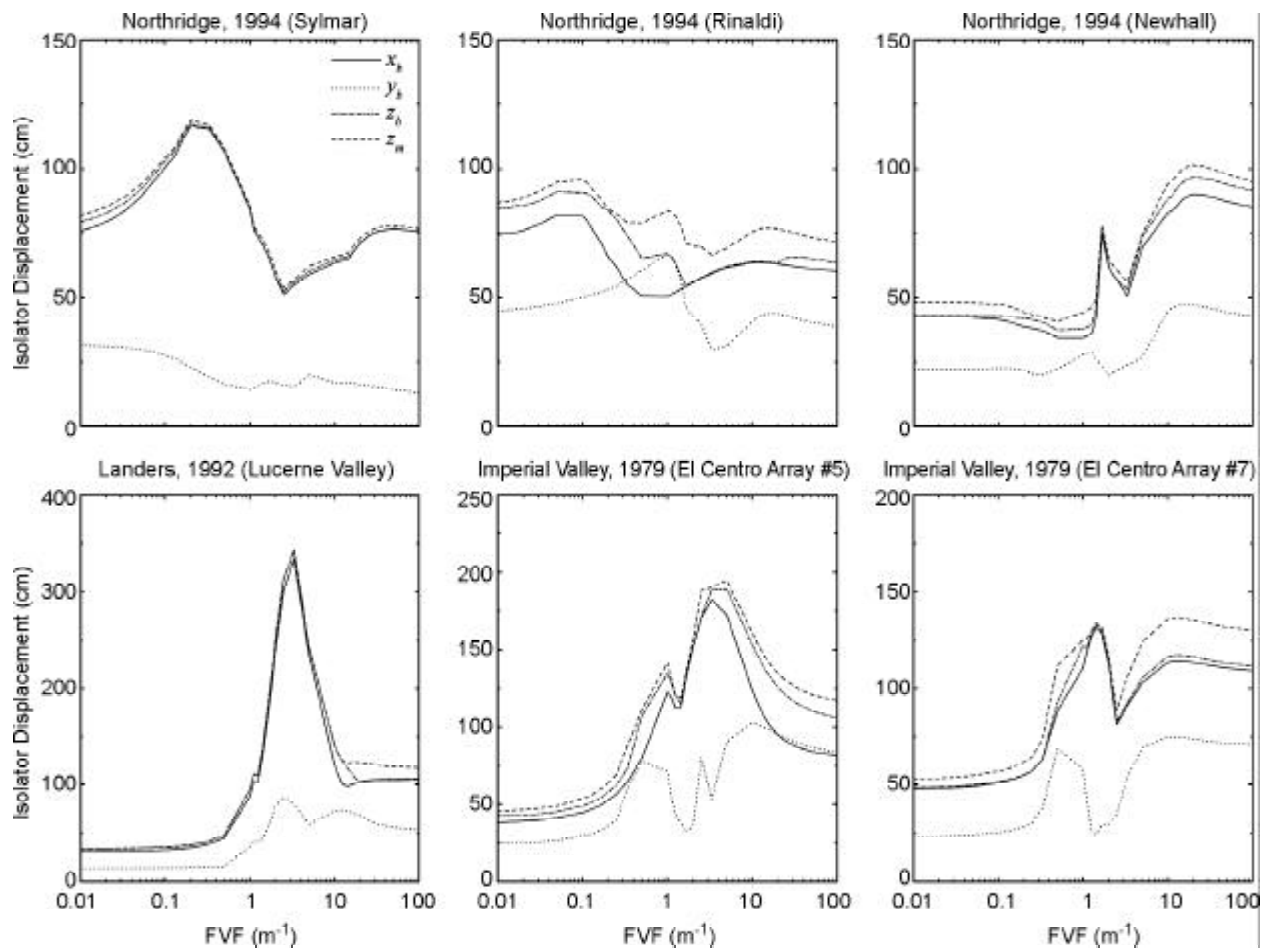 Northridge, 1994 (Sylmar)
Northridge, 1994 (Rinaldi)
Northridge, 1994 (Newhall)
150
100
50
0
Isolator Displacement (cm)
x_b
y_b
z_b
z_m
150
100
50
0
150
100
50
0
Landers, 1992 (Lucerne Valley)
Imperial Valley, 1979 (El Centro Array #5)
Imperial Valley, 1979 (El Centro Array #7)
400
300
200
100
0
Isolator Displacement (cm)
250
200
150
100
50
0
200
150
100
50
0
0.01 0.1 1 10 100
0.01 0.1 1 10 100
0.01 0.1 1 10 100
FVF (m⁻¹)
FVF (m⁻¹)
FVF (m⁻¹)